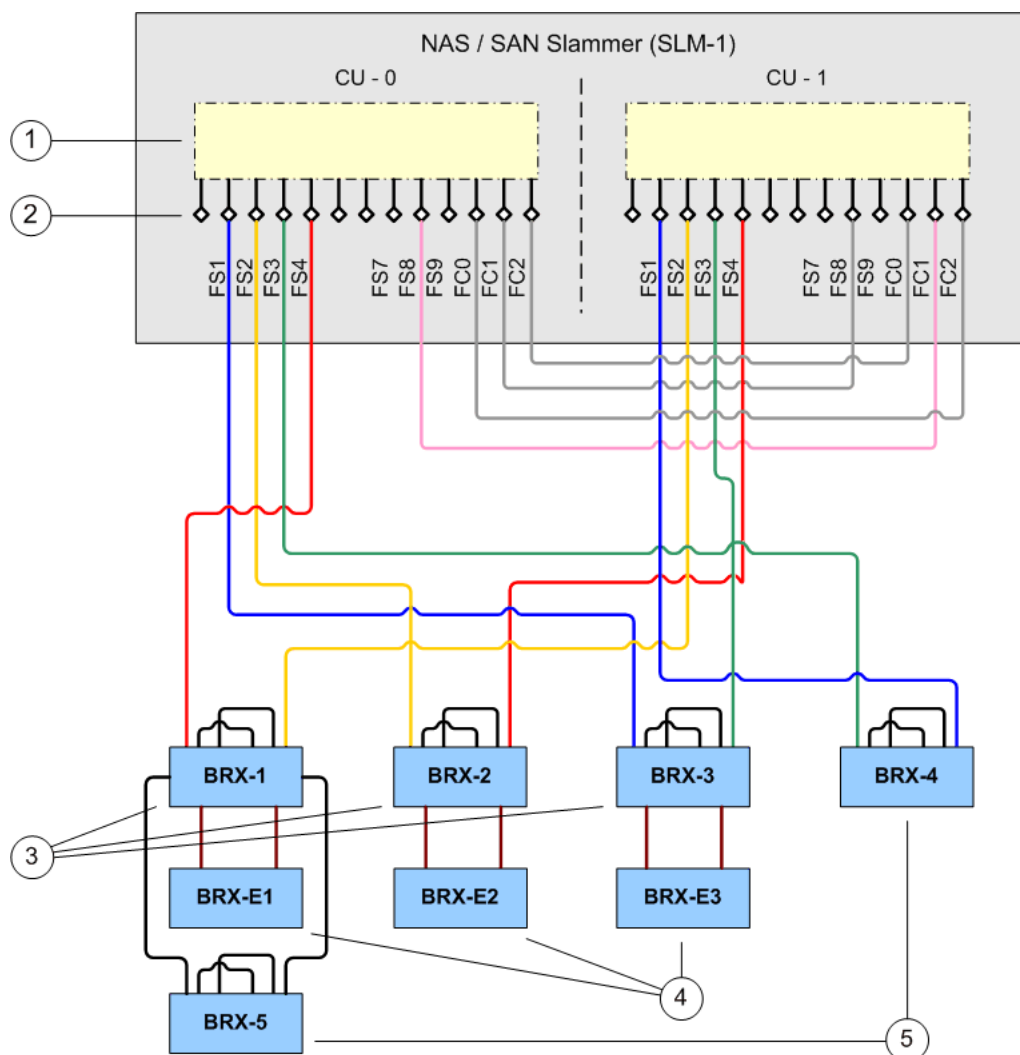 NAS / SAN Slammer (SLM-1)
CU - 0
CU - 1
1
2
FS1
FS2
FS3
FS4
FS7
FS8
FS9
FC0
FC1
FC2
FS1
FS2
FS3
FS4
FS7
FS8
FS9
FC0
FC1
FC2
BRX-1
BRX-2
BRX-3
BRX-4
3
BRX-E1
BRX-E2
BRX-E3
4
BRX-5
5